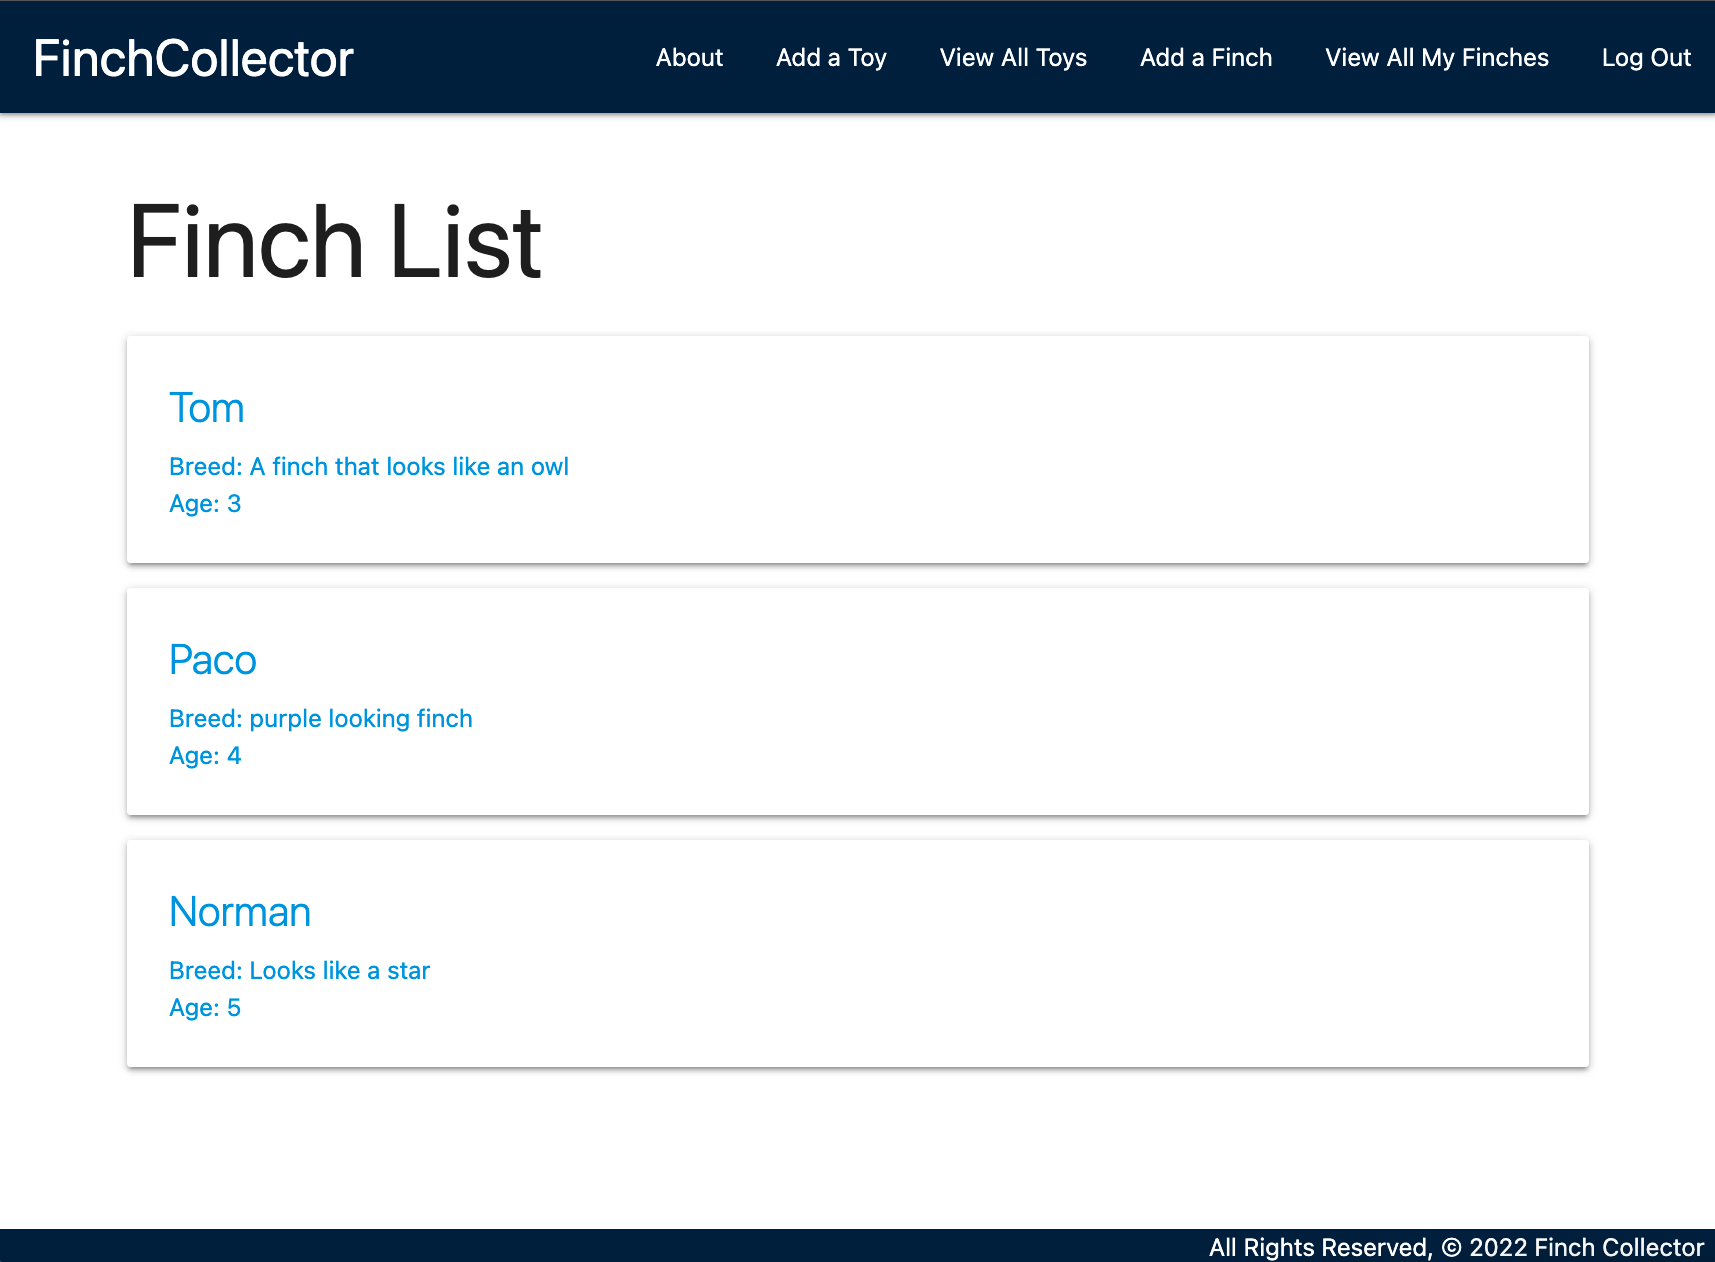 FinchCollector
About
Add a Toy
View All Toys
Add a Finch
View All My Finches
Log Out
Finch List
Tom
Breed: A finch that looks like an owl
Age: 3
Paco
Breed: purple looking finch
Age: 4
Norman
Breed: Looks like a star
Age: 5
All Rights Reserved, © 2022 Finch Collector